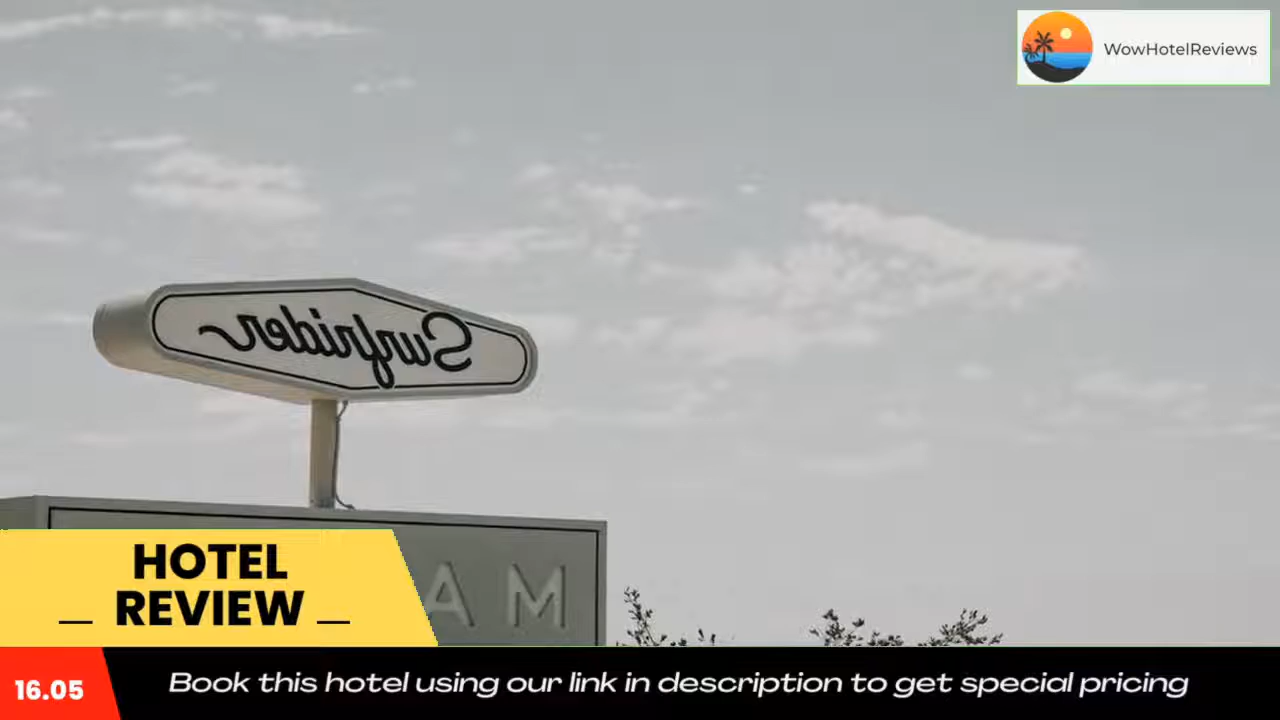 WowHotelReviews
Surfrider
A M
HOTEL
REVIEW
16.05
Book this hotel using our link in description to get special pricing